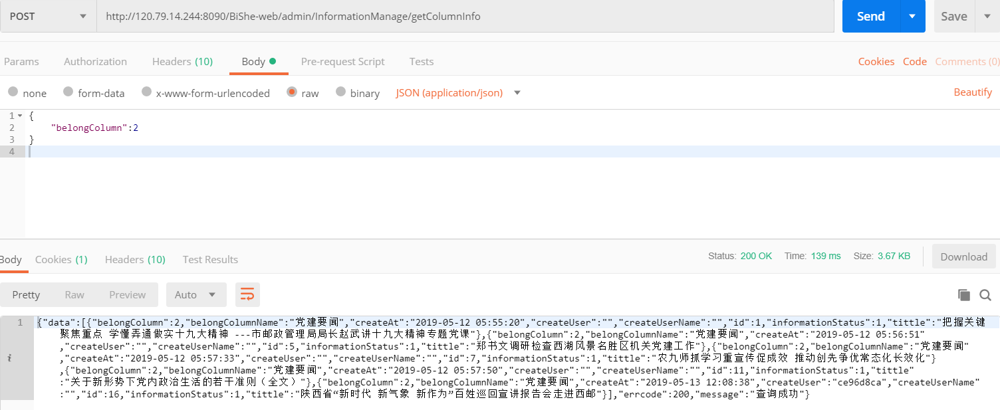 POST http://120.79.14.244:8090/BiShe-web/admin/InformationManage/getColumnInfo Send Save
Params Authorization Headers (10) Body Pre-request Script Tests Cookies Code Comments (0)
none form-data x-www-form-urlencoded raw binary JSON (application/json) Beautify
1 {
2 "belongColumn":2
3 }
4
Body Cookies (1) Headers (10) Test Results Status: 200 OK Time: 139 ms Size: 3.67 KB Download
Pretty Raw Preview Auto
1 {"data":[{"belongColumn":2,"belongColumnName":"党建要闻","createAt":"2019-05-12 05:55:20","createUser":"","createUserName":"","id":1,"informationStatus":1,"tittle":"把握关键
聚焦重点 学懂弄通做实十九大精神 ---市邮政管理局局长赵武讲十九大精神专题党课"},{"belongColumn":2,"belongColumnName":"党建要闻","createAt":"2019-05-12 05:56:51"
,"createUser":"","createUserName":"","id":5,"informationStatus":1,"tittle":"郑书文调研检查西湖风景名胜区机关党建工作"},{"belongColumn":2,"belongColumnName":"党建要闻"
i ,"createAt":"2019-05-12 05:57:33","createUser":"","createUserName":"","id":7,"informationStatus":1,"tittle":"农九师抓学习重宣传促成效 推动创先争优常态化长效化"}
,{"belongColumn":2,"belongColumnName":"党建要闻","createAt":"2019-05-12 05:57:50","createUser":"","createUserName":"","id":11,"informationStatus":1,"tittle"
:"关于新形势下党内政治生活的若干准则（全文）"},{"belongColumn":2,"belongColumnName":"党建要闻","createAt":"2019-05-13 12:08:38","createUser":"ce96d8ca","createUserName"
:"","id":16,"informationStatus":1,"tittle":"陕西省“新时代 新气象 新作为”百姓巡回宣讲报告会走进西邮"}],"errcode":200,"message":"查询成功"}